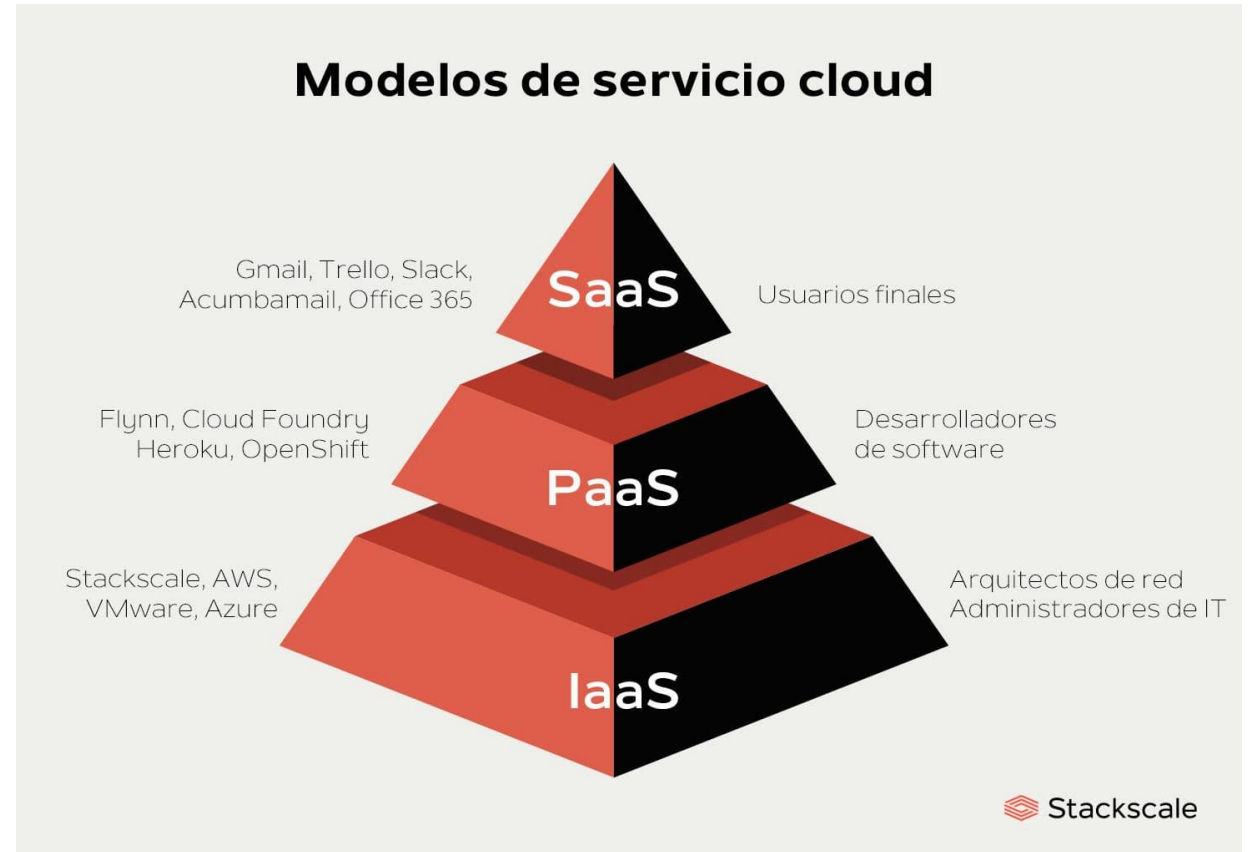 Modelos de servicio cloud
Gmail, Trello, Slack,
Acumbamail, Office 365
SaaS
Usuarios finales
Flynn, Cloud Foundry
Heroku, OpenShift
PaaS
Desarrolladores
de software
Stackscale, AWS,
VMware, Azure
IaaS
Arquitectos de red
Administradores de IT
Stackscale